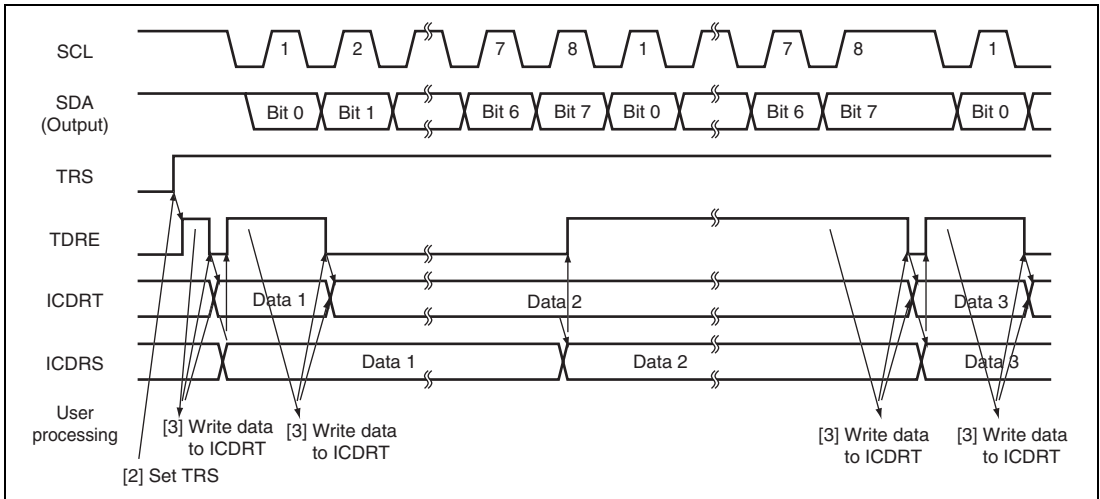 SCL 1 2 7 8 1 7 8 1
SDA
(Output)
Bit 0 Bit 1 Bit 6 Bit 7 Bit 0 Bit 6 Bit 7 Bit 0
TRS
TDRE
ICDRT Data 1 Data 2 Data 3
ICDRS Data 1 Data 2 Data 3
User
processing
[3] Write data
to ICDRT
[3] Write data
to ICDRT
[3] Write data
to ICDRT
[3] Write data
to ICDRT
[2] Set TRS